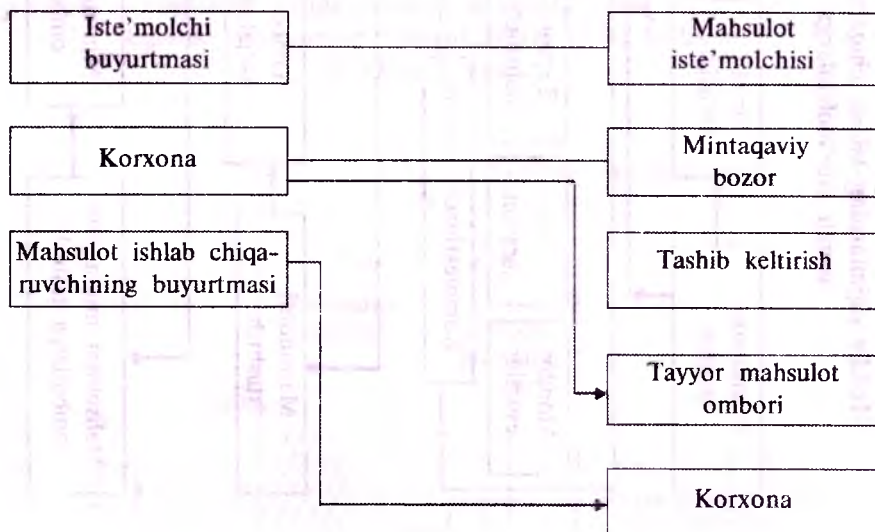 Iste’molchi
buyurtmasi
Mahsulot
iste’molchisi
Korxona
Mintaqaviy
bozor
Mahsulot ishlab chiqa-
ruvchining buyurtmasi
Tashib keltirish
Tayyor mahsulot
ombori
Korxona